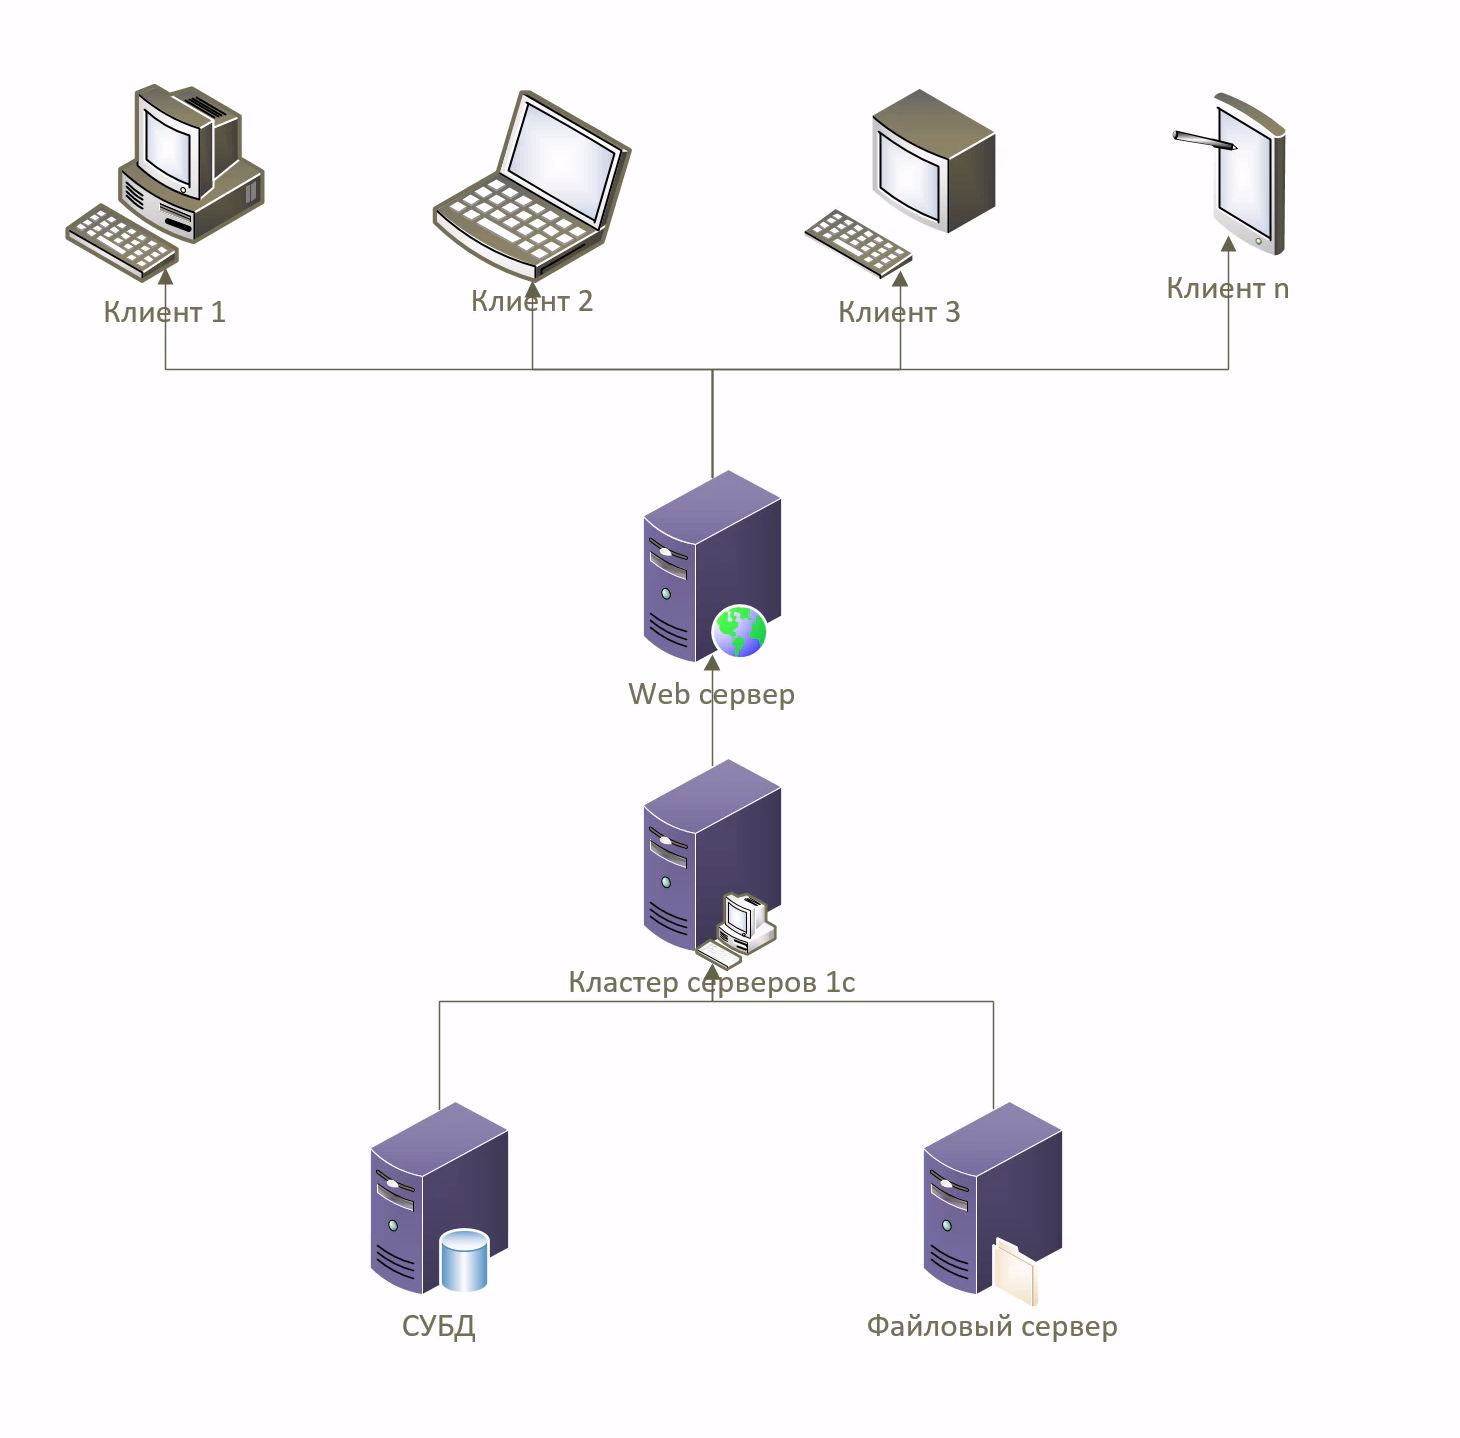 Клиент 1
Клиент 2
Клиент 3
Клиент n
Web сервер
Кластер серверов 1с
СУБД
Файловый сервер